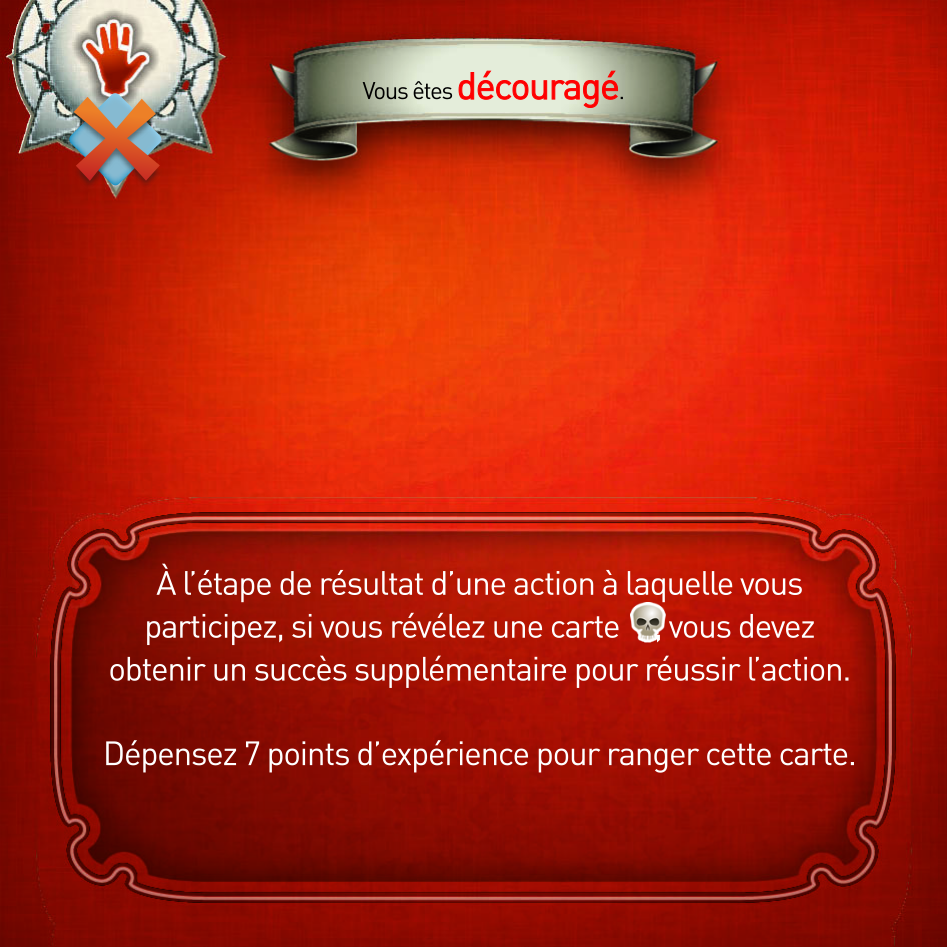 Vous êtes découragé.
À l'étape de résultat d'une action à laquelle vous
participez, si vous révélez une carte vous devez
obtenir un succès supplémentaire pour réussir l'action.
Dépensez 7 points d'expérience pour ranger cette carte.